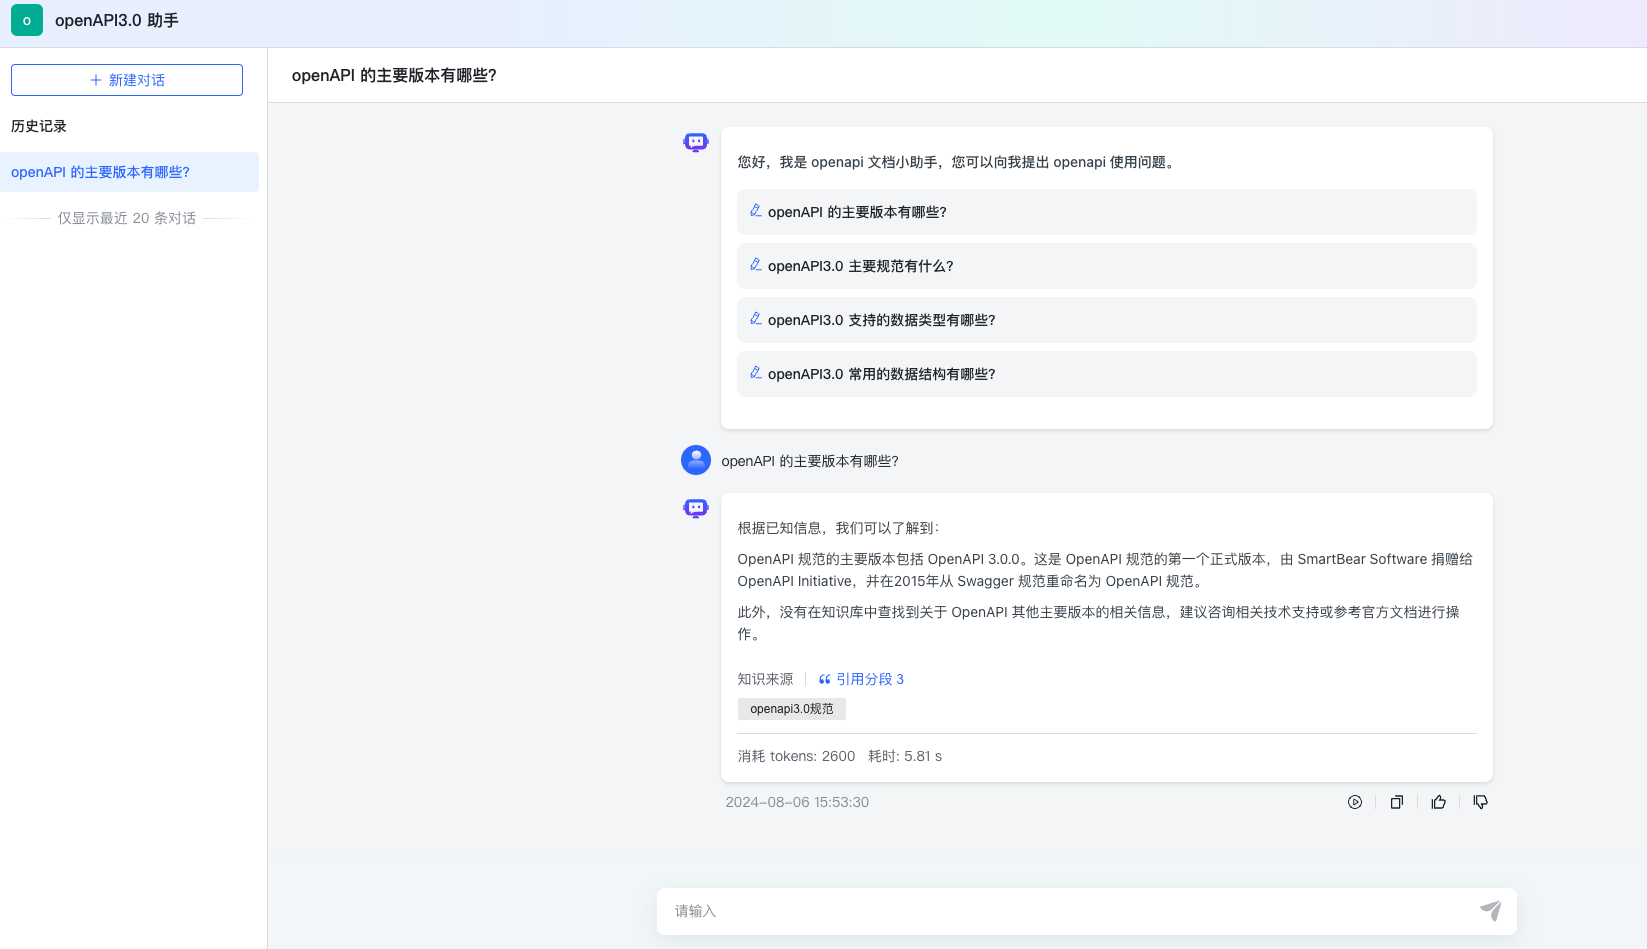 o openAPI3.0 助手
新建对话
历史记录
openAPI 的主要版本有哪些?
仅显示最近 20 条对话
openAPI 的主要版本有哪些?
您好，我是 openapi 文档小助手，您可以向我提出 openapi 使用问题。
openAPI 的主要版本有哪些?
openAPI3.0 主要规范有什么?
openAPI3.0 支持的数据类型有哪些?
openAPI3.0 常用的数据结构有哪些?
openAPI 的主要版本有哪些?
根据已知信息，我们可以了解到：
OpenAPI 规范的主要版本包括 OpenAPI 3.0.0。这是 OpenAPI 规范的第一个正式版本，由 SmartBear Software 捐赠给
OpenAPI Initiative，并在2015年从 Swagger 规范重命名为 OpenAPI 规范。
此外，没有在知识库中查找到关于 OpenAPI 其他主要版本的相关信息，建议咨询相关技术支持或参考官方文档进行操
作。
知识来源 引用分段 3
openapi3.0规范
消耗 tokens: 2600 耗时: 5.81 s
2024-08-06 15:53:30
请输入